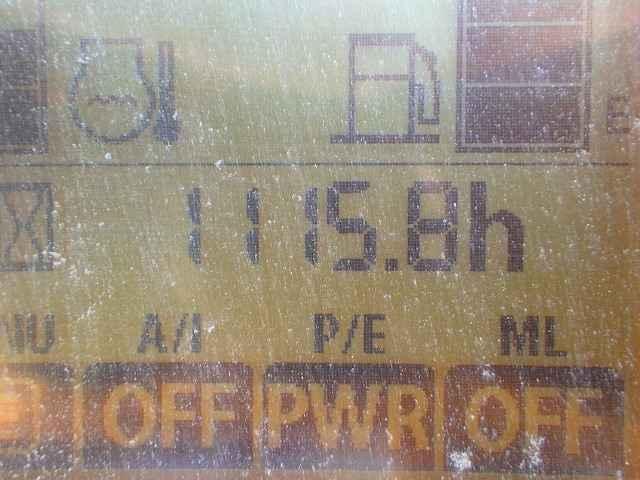 E
1115.8h
A/I P/E ML
OFF PWR OFF